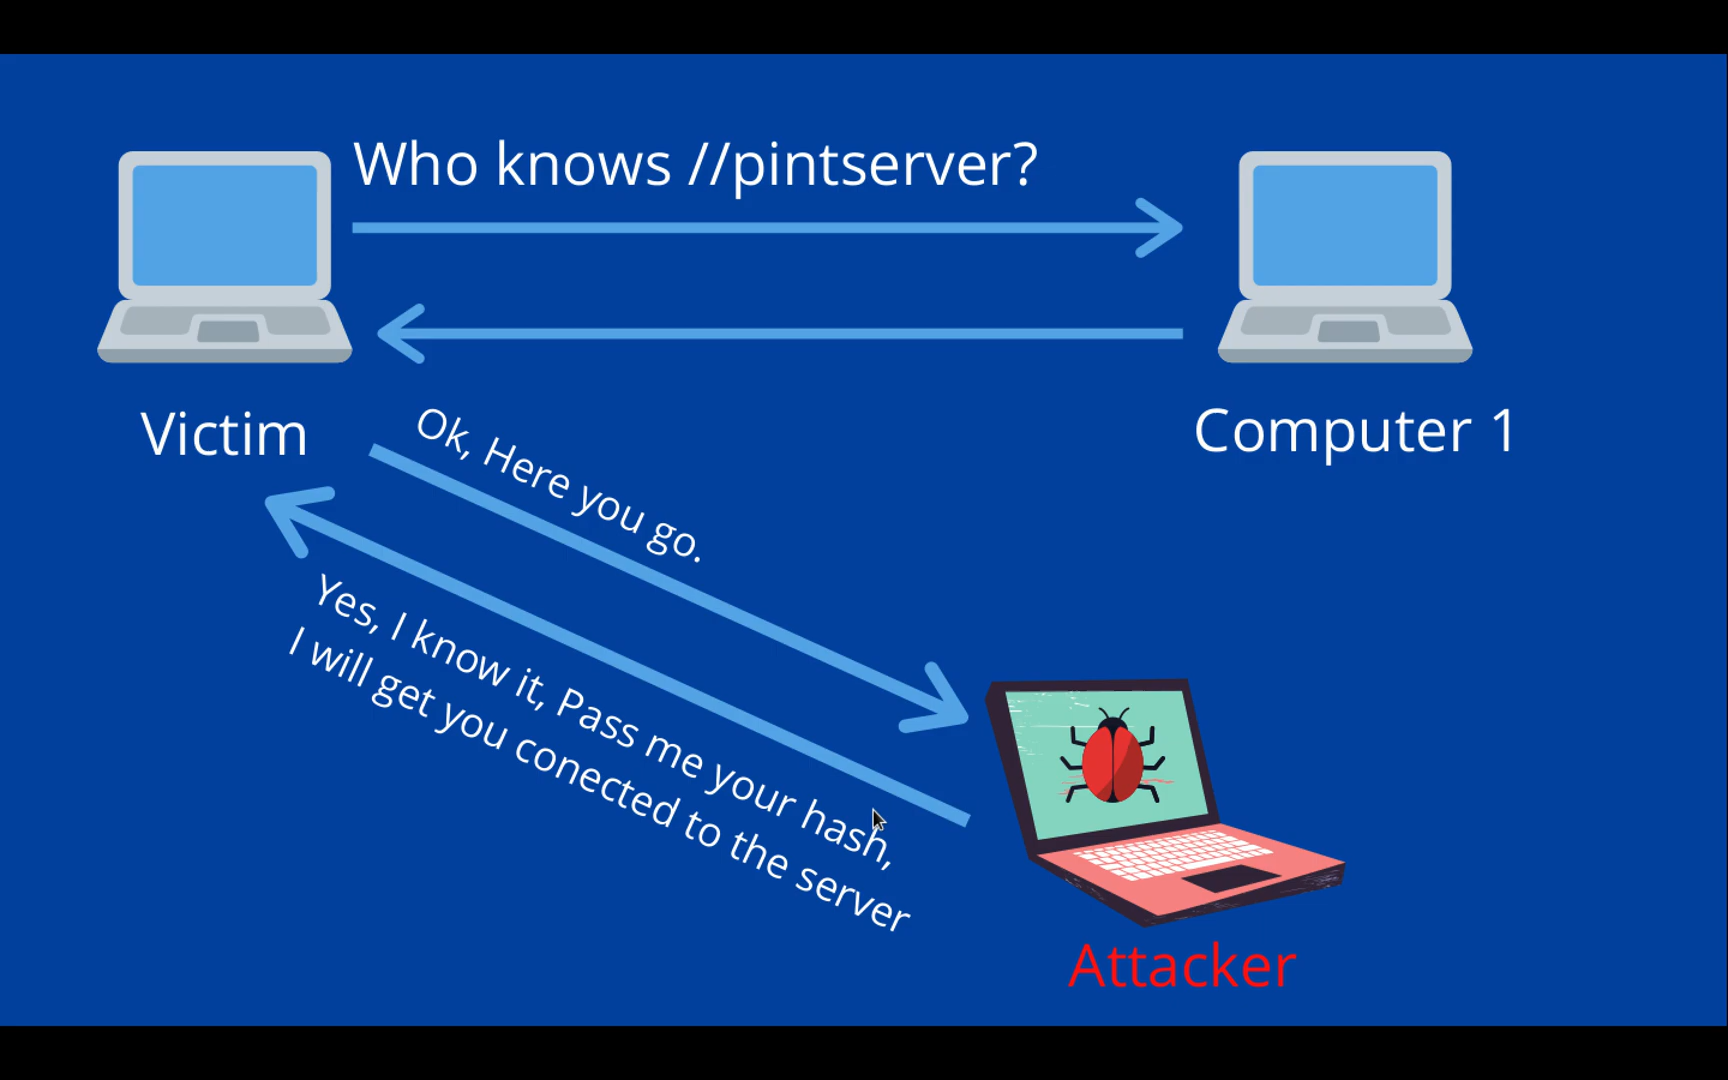 Who knows //pintserver?
Victim
Computer 1
Ok, Here you go.
Yes, I know it, Pass me your hash,
I will get you conected to the server
Attacker